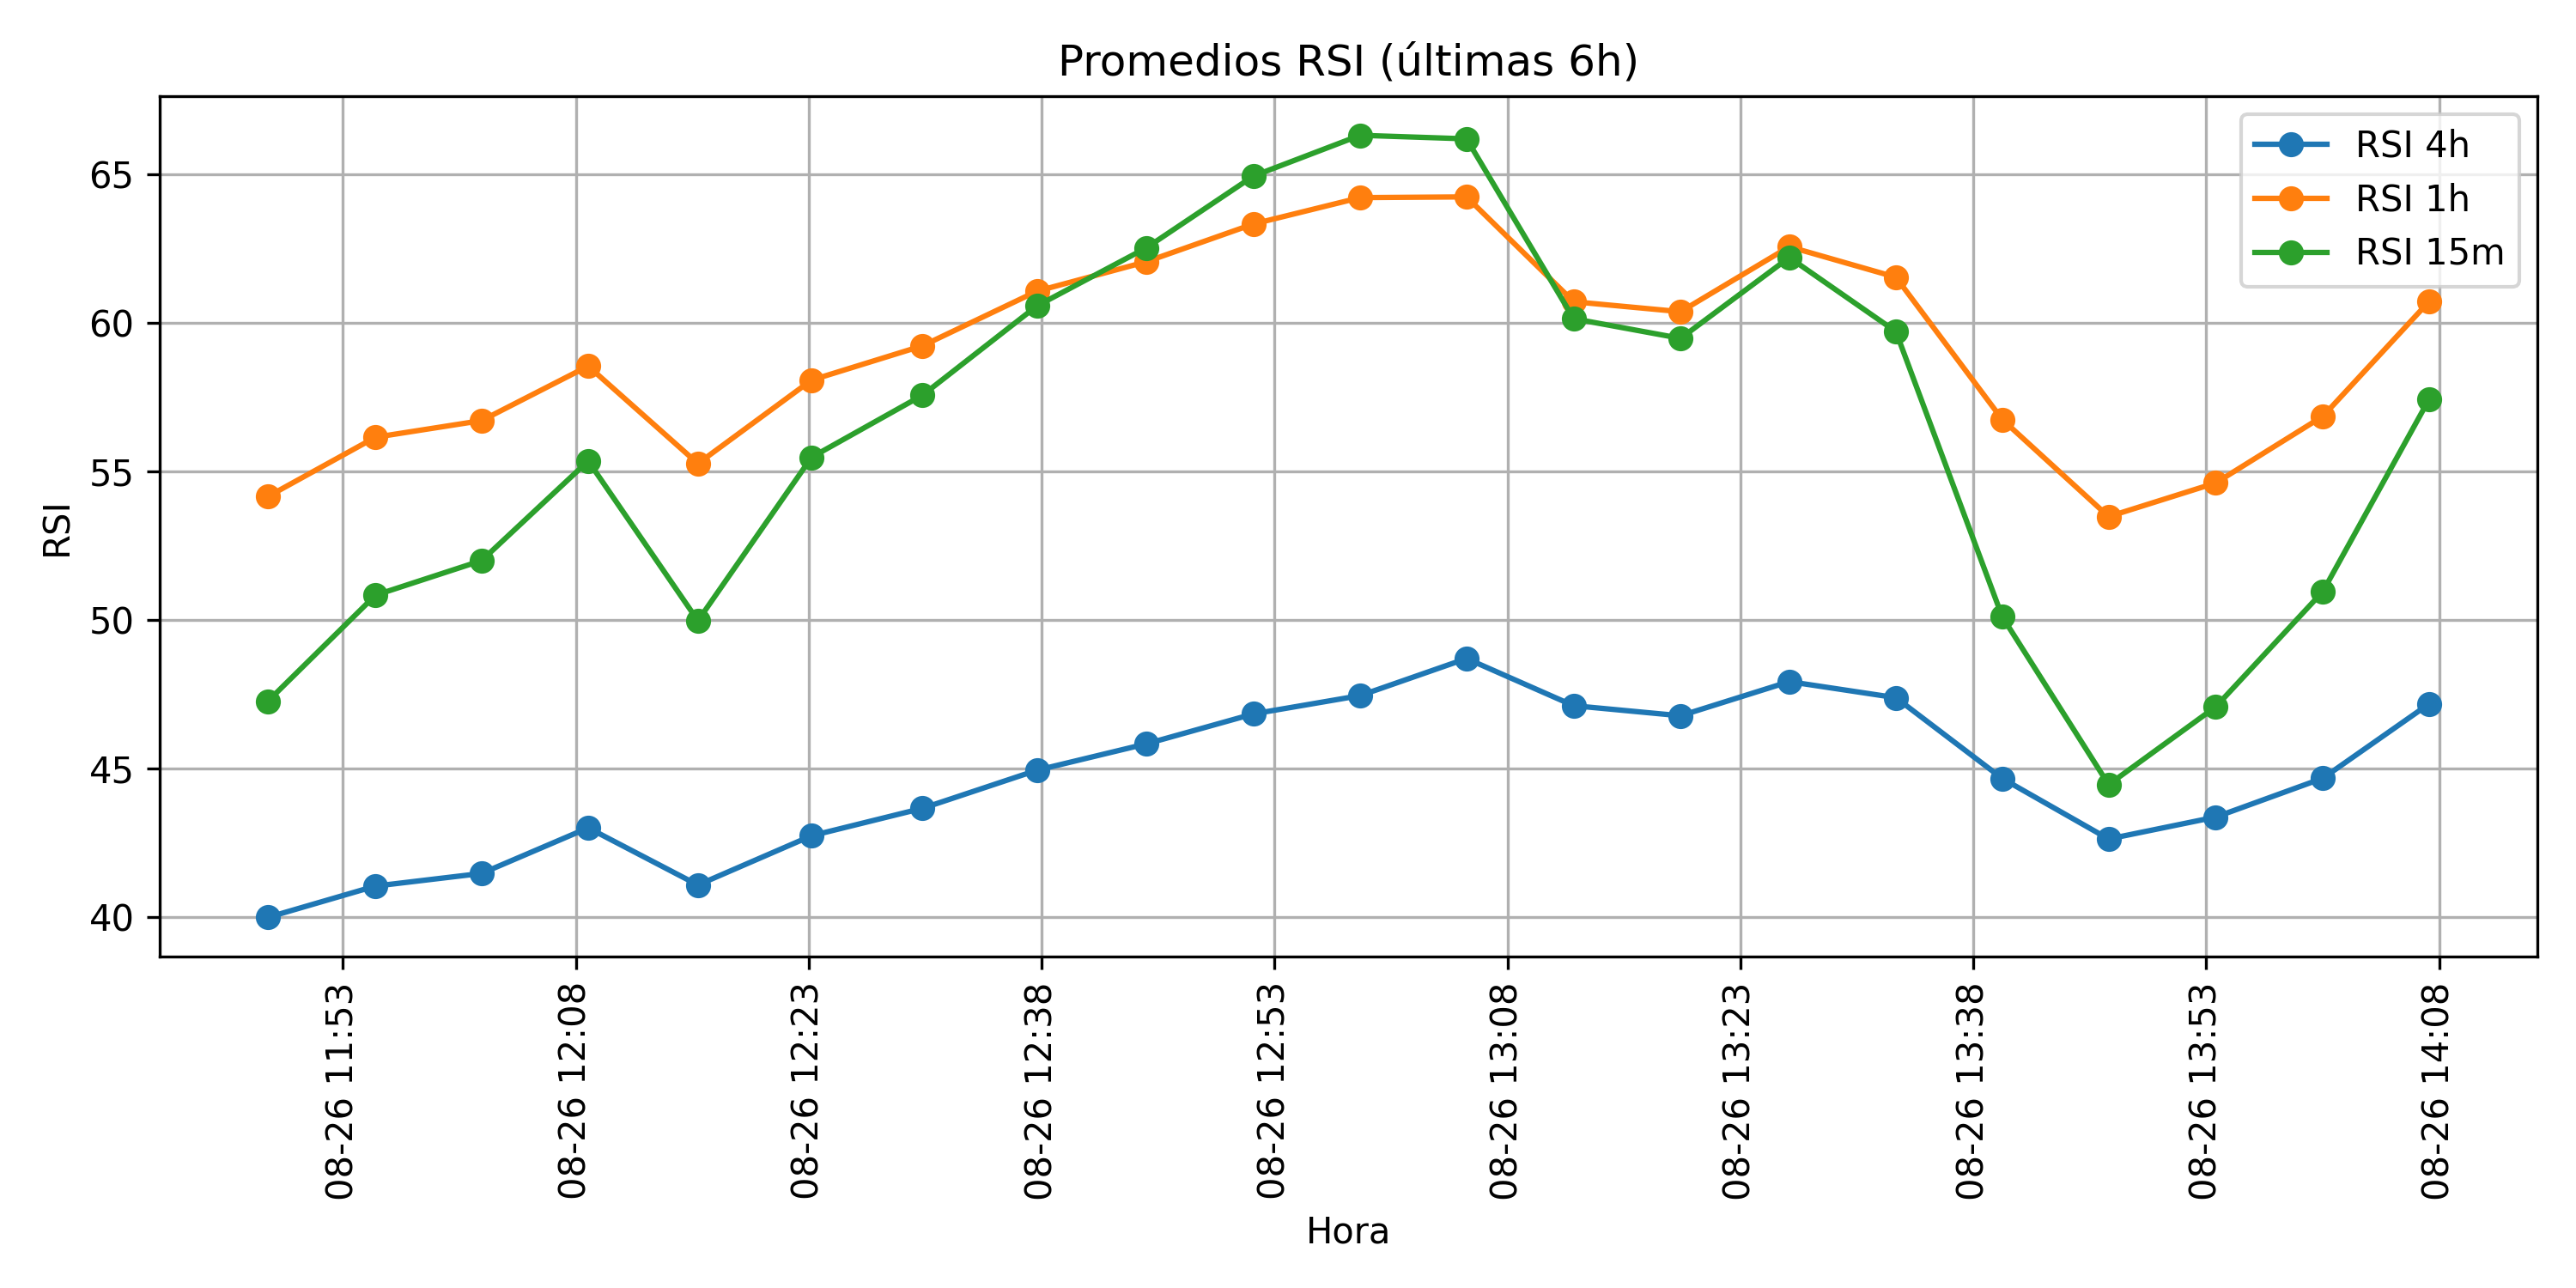 Promedios RSI (últimas 6h)
RSI 4h
RSI 1h
RSI 15m
RSI
65
60
55
50
45
40
08-26 11:53
08-26 12:08
08-26 12:23
08-26 12:38
08-26 12:53
08-26 13:08
08-26 13:23
08-26 13:38
08-26 13:53
08-26 14:08
Hora